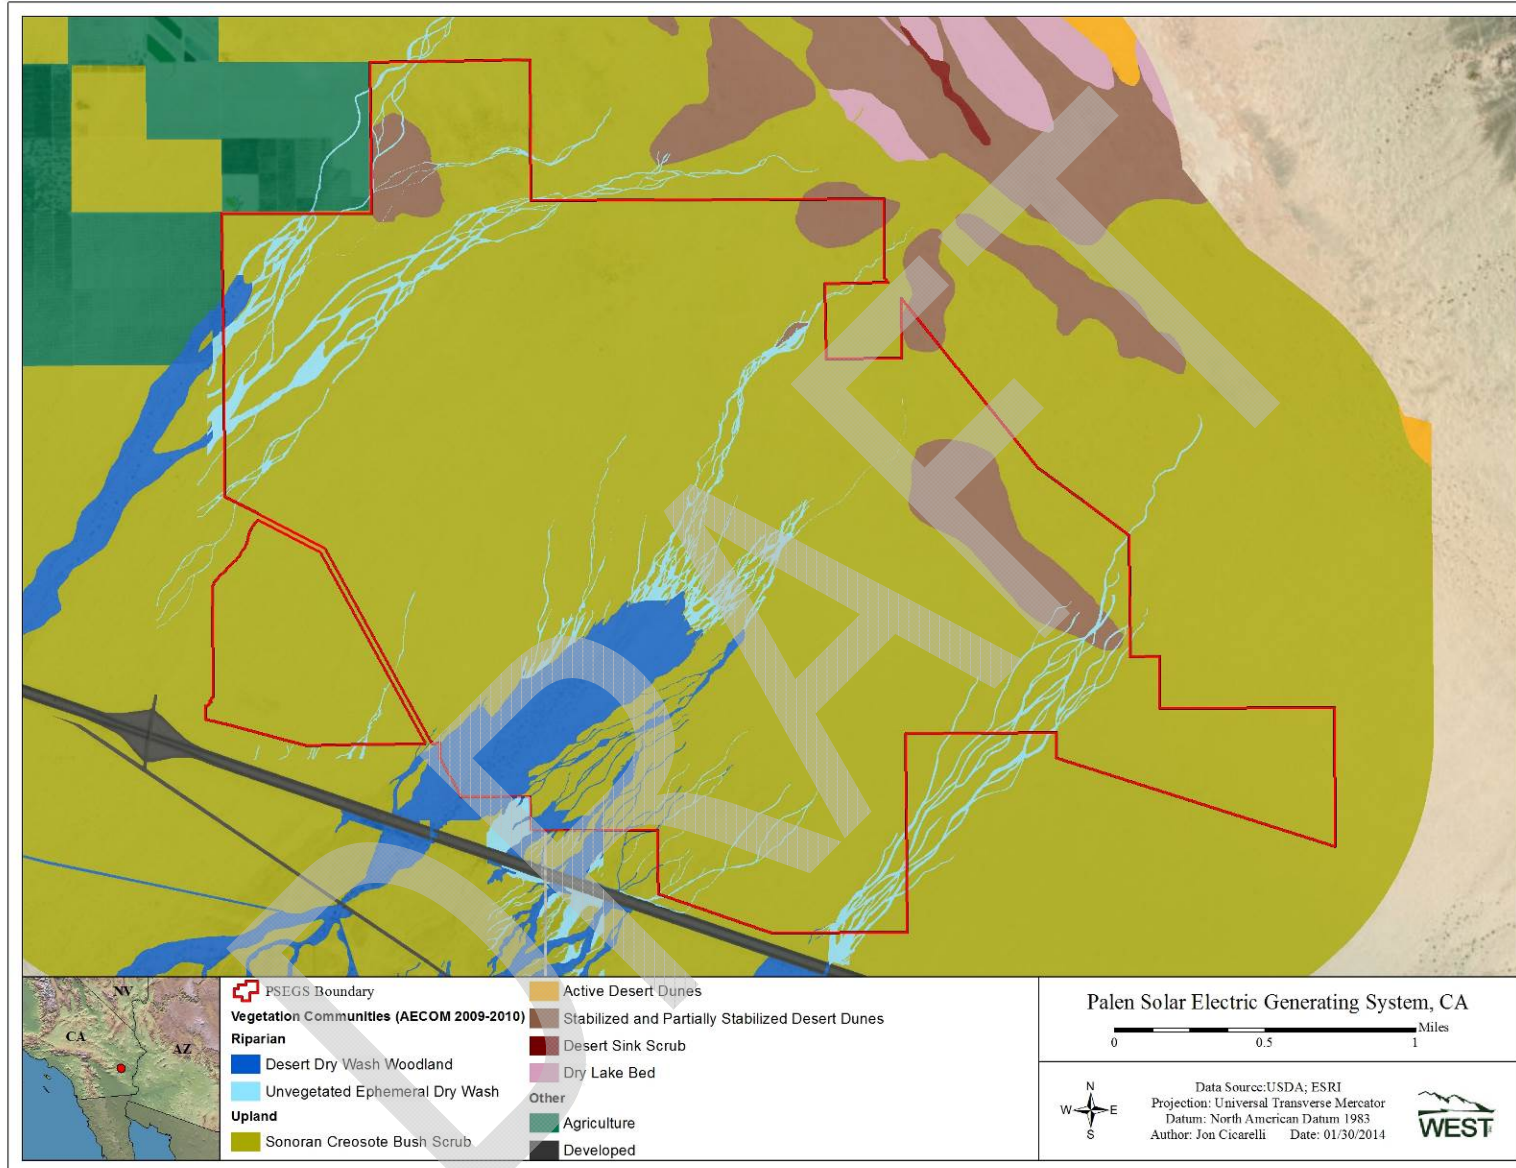 DRAFT
NV
CA
AZ
PSEGS Boundary
Vegetation Communities (AECOM 2009-2010)
Riparian
Desert Dry Wash Woodland
Unvegetated Ephemeral Dry Wash
Upland
Sonoran Creosote Bush Scrub
Active Desert Dunes
Stabilized and Partially Stabilized Desert Dunes
Desert Sink Scrub
Dry Lake Bed
Other
Agriculture
Developed
Palen Solar Electric Generating System, CA
Miles
0 0.5 1
N
W E
S
Data Source:USDA; ESRI
Projection: Universal Transverse Mercator
Datum: North American Datum 1983
Author: Jon Cicarelli Date: 01/30/2014
WEST